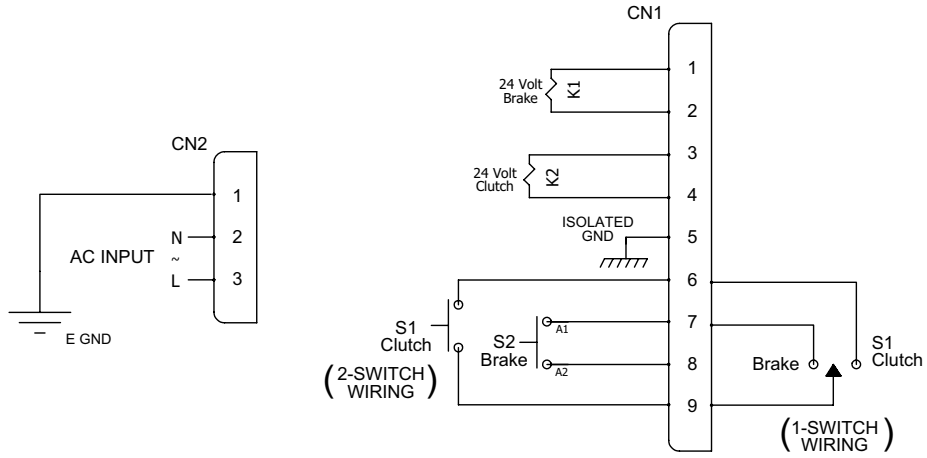 CN2
1
2
3
N
~
L
AC INPUT
E GND
CN1
1
2
3
4
5
6
7
8
9
24 Volt
Brake
K1
24 Volt
Clutch
K2
ISOLATED
GND
S1
Clutch
(2-SWITCH
WIRING)
S2
Brake
A1
A2
Brake
S1
Clutch
(1-SWITCH
WIRING)